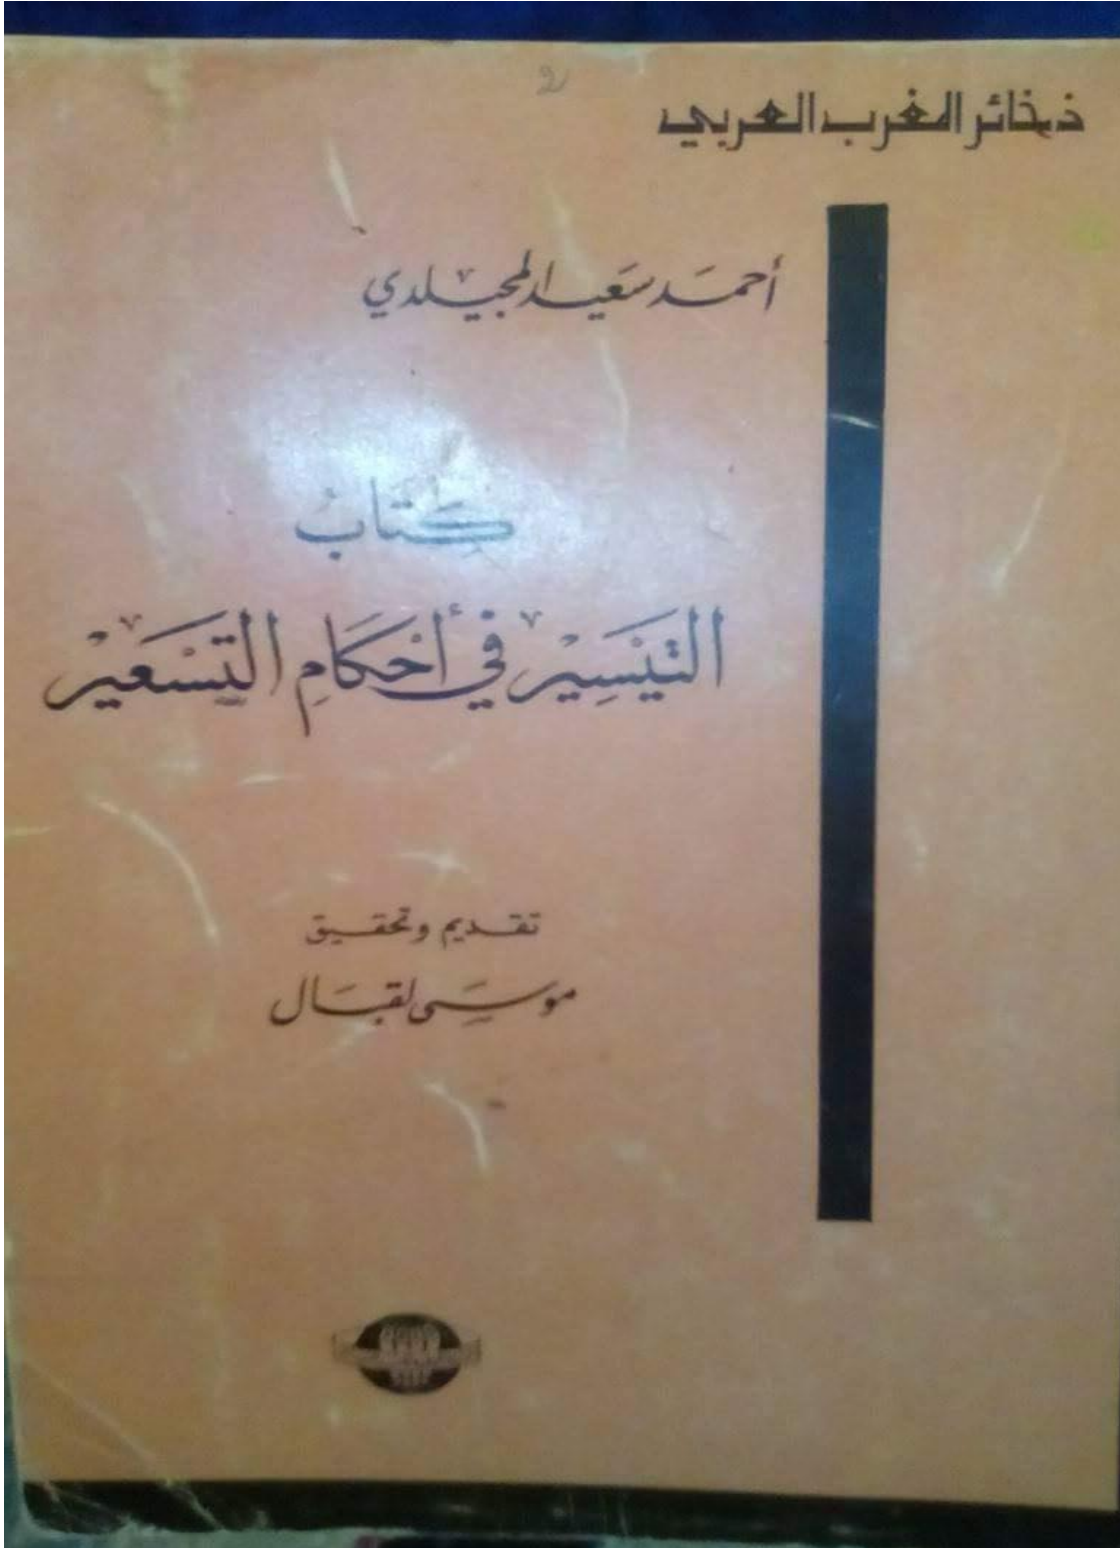 ذخائر المغرب العربي
أحمد سعيد المجيلدي
كتاب
التيسير في أحكام التسعير
تقديم وتحقيق
موسى لقبال